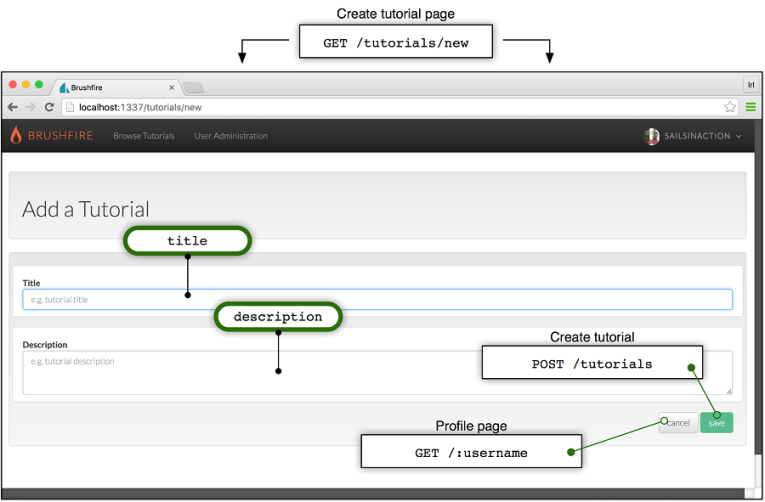 Create tutorial page
GET /tutorials/new
Brushfire
Irl
localhost:1337/tutorials/new
BRUSHFIRE
Browse Tutorials
User Administration
SAILSINACTION
Add a Tutorial
title
Title
e.g. tutorial title
description
Description
e.g. tutorial description
Create tutorial
POST /tutorials
cancel
save
Profile page
GET /:username